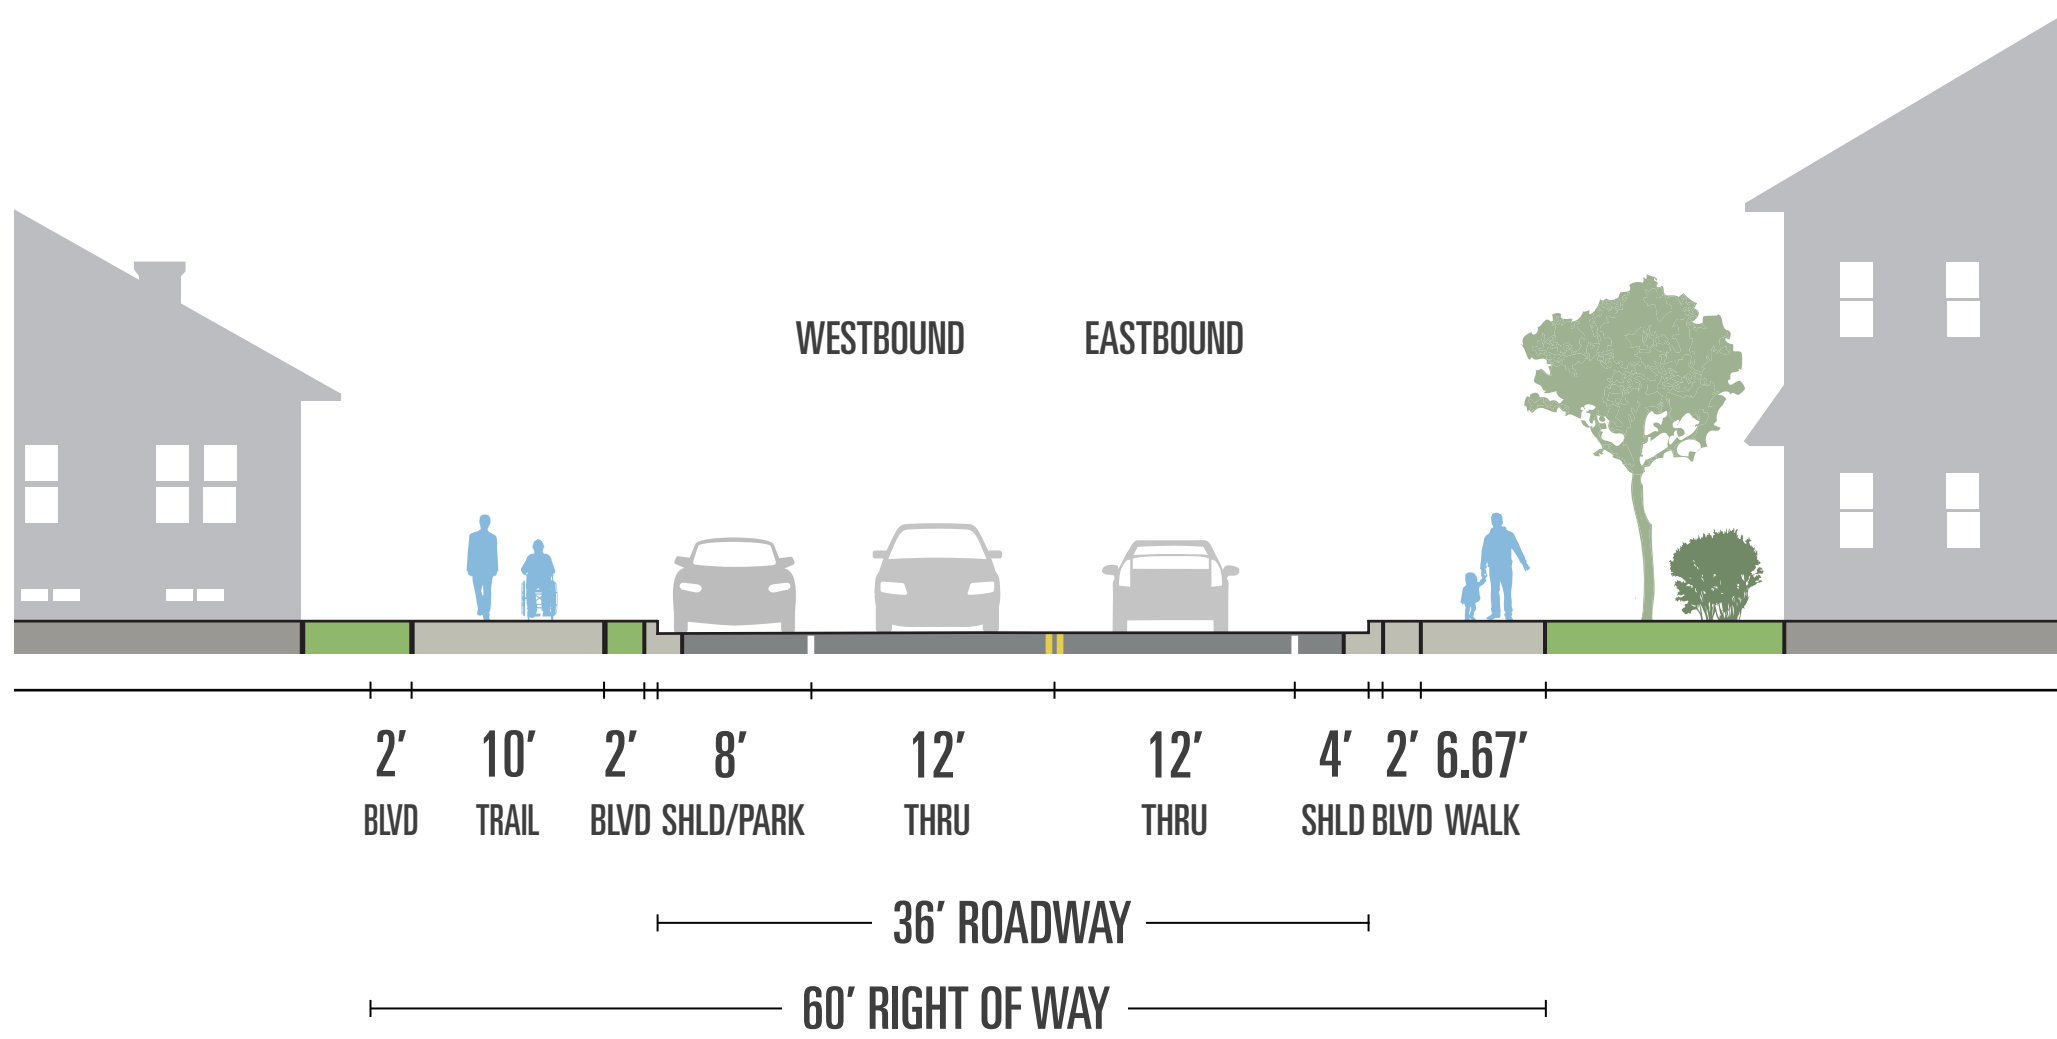 WESTBOUND EASTBOUND
2′ 10′ 2′ 8′ 12′ 12′ 4′ 2′ 6.67′
BLVD TRAIL BLVD SHLD/PARK THRU THRU SHLD BLVD WALK
36′ ROADWAY
60′ RIGHT OF WAY